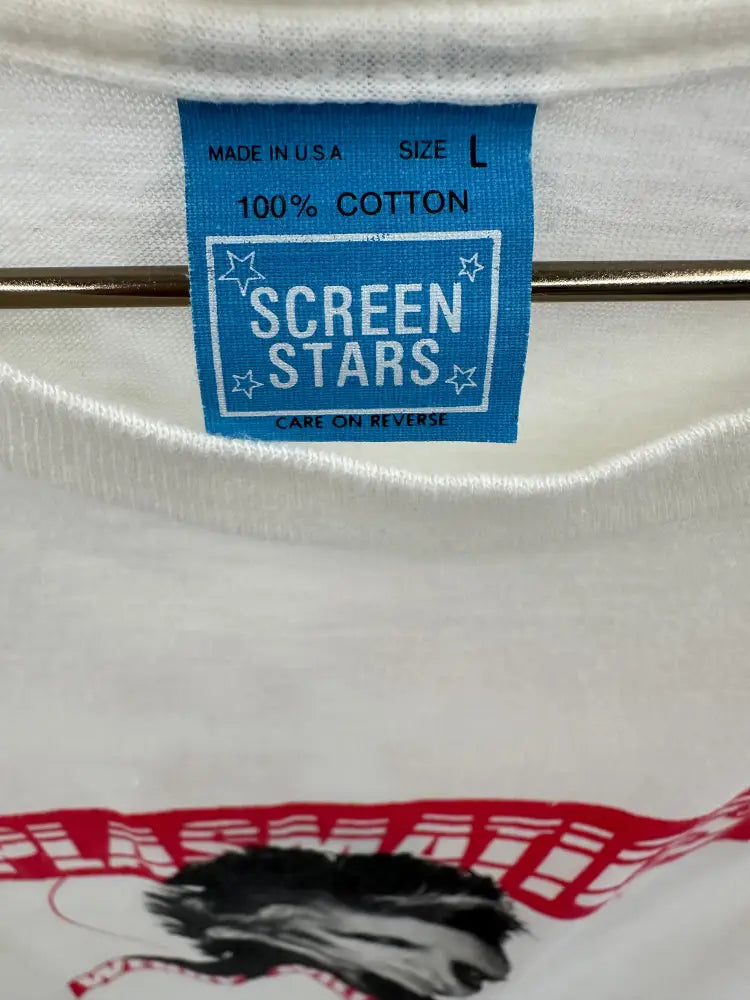 MADE IN U.S.A SIZE L
100% COTTON
SCREEN
STARS
CARE ON REVERSE